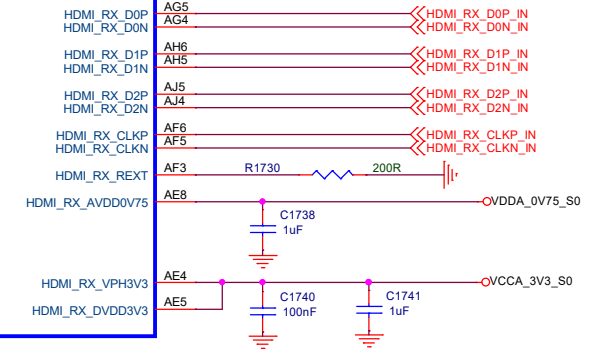 HDMI_RX_D0P AG5 HDMI_RX_D0P_IN
HDMI_RX_D0N AG4 HDMI_RX_D0N_IN
HDMI_RX_D1P AH6 HDMI_RX_D1P_IN
HDMI_RX_D1N AH5 HDMI_RX_D1N_IN
HDMI_RX_D2P AJ5 HDMI_RX_D2P_IN
HDMI_RX_D2N AJ4 HDMI_RX_D2N_IN
HDMI_RX_CLKP AF6 HDMI_RX_CLKP_IN
HDMI_RX_CLKN AF5 HDMI_RX_CLKN_IN
HDMI_RX_REXT AF3 R1730 200R
HDMI_RX_AVDD0V75 AE8 VDDA_0V75_S0
C1738
1uF
HDMI_RX_VPH3V3 AE4 VCCA_3V3_S0
C1740 C1741
HDMI_RX_DVDD3V3 AE5 100nF 1uF